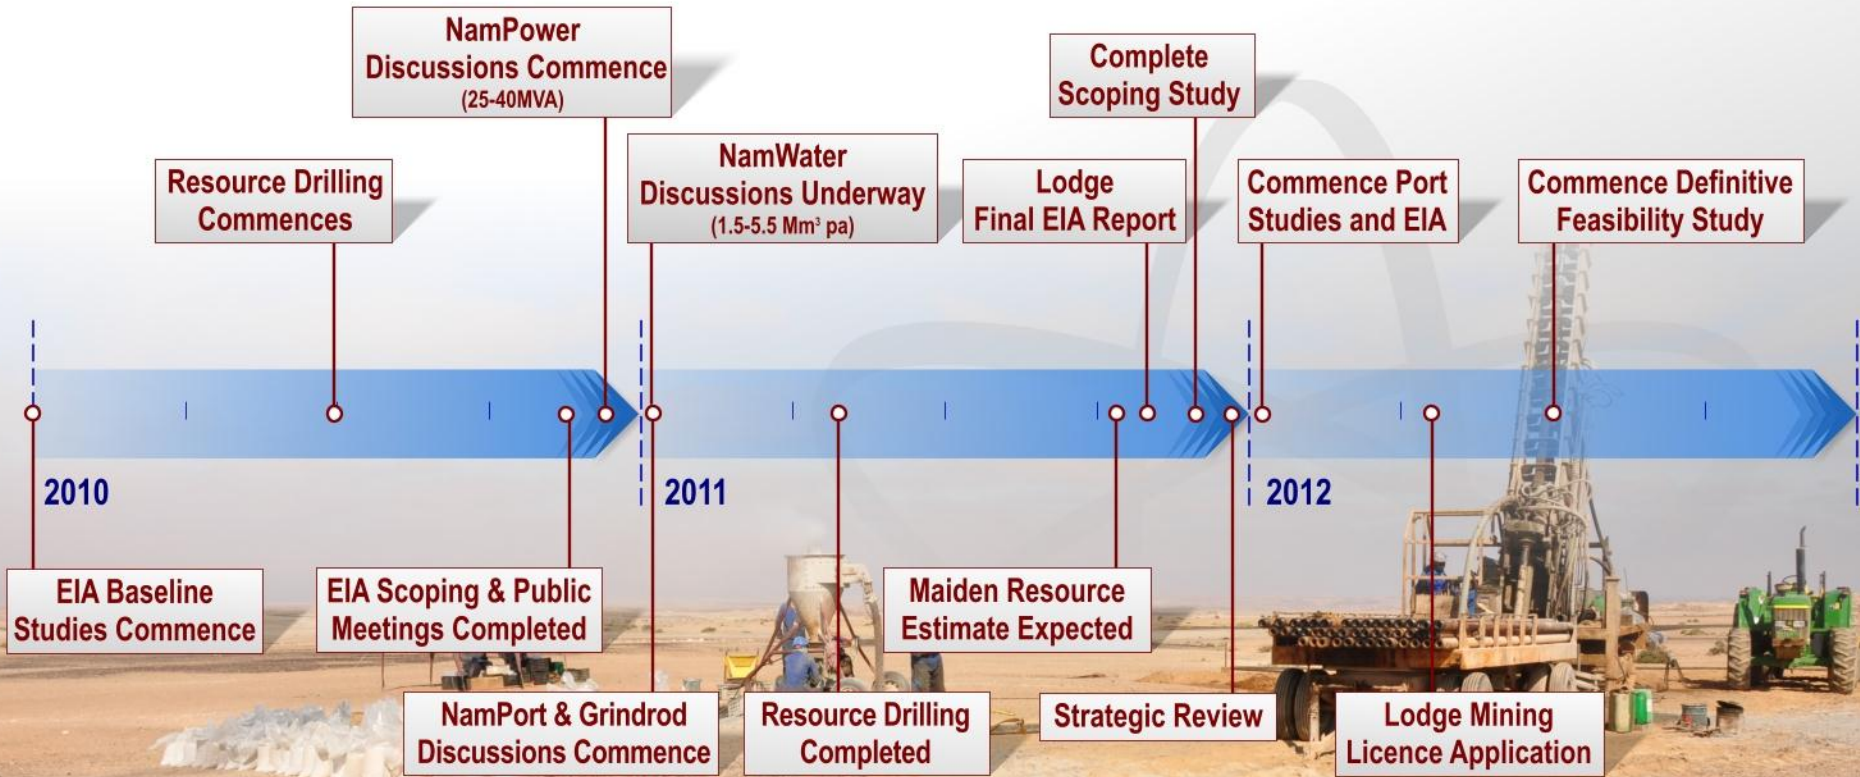 NamPower
Discussions Commence
(25-40MVA)
Complete
Scoping Study
NamWater
Discussions Underway
(1.5-5.5 Mm³ pa)
Resource Drilling
Commences
Lodge
Final EIA Report
Commence Port
Studies and EIA
Commence Definitive
Feasibility Study
2010
2011
2012
EIA Baseline
Studies Commence
EIA Scoping & Public
Meetings Completed
Maiden Resource
Estimate Expected
NamPort & Grindrod
Discussions Commence
Resource Drilling
Completed
Strategic Review
Lodge Mining
Licence Application